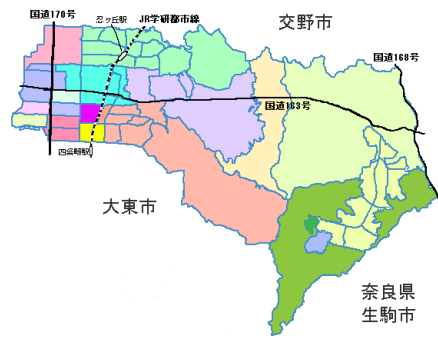 国道170号
忍ヶ丘駅
JR学研都市線
交野市
国道168号
国道163号
四条畷駅
大東市
奈良県
生駒市